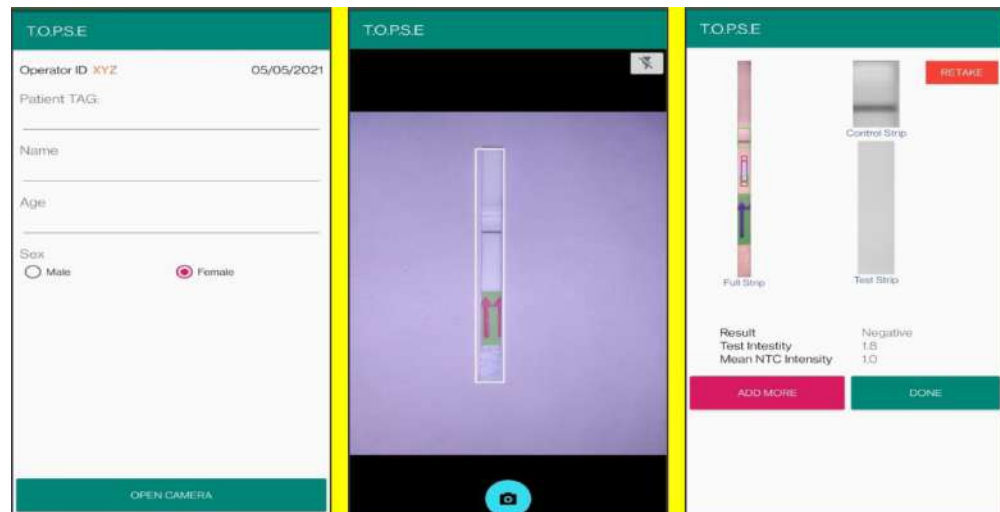 T.O.P.S.E
Operator ID XYZ 05/05/2021
Patient TAG:
Name
Age
Sex
Male Female
OPEN CAMERA
T.O.P.S.E
T.O.P.S.E
RETAKE
Control Strip
Full Strip Test Strip
Result Negative
Test Intestity 1.8
Mean NTC Intensity 1.0
ADD MORE DONE